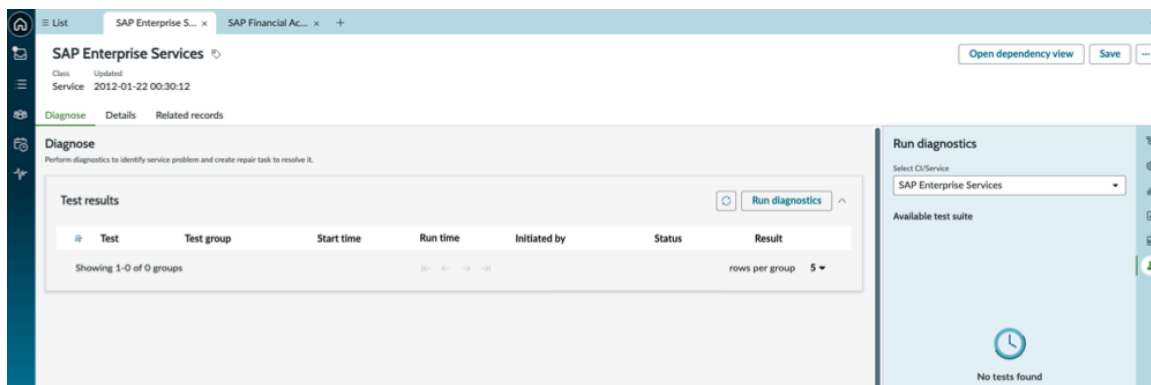 List
SAP Enterprise S... ×
SAP Financial Ac... ×
+
SAP Enterprise Services
Open dependency view
Save
...
Class
Updated
Service
2012-01-22 00:30:12
Diagnose
Details
Related records
Diagnose
Perform diagnostics to identify service problem and create repair task to resolve it.
Test results
Run diagnostics
Test
Test group
Start time
Run time
Initiated by
Status
Result
Showing 1-0 of 0 groups
rows per group
5
Run diagnostics
Select CI/Service
SAP Enterprise Services
Available test suite
No tests found